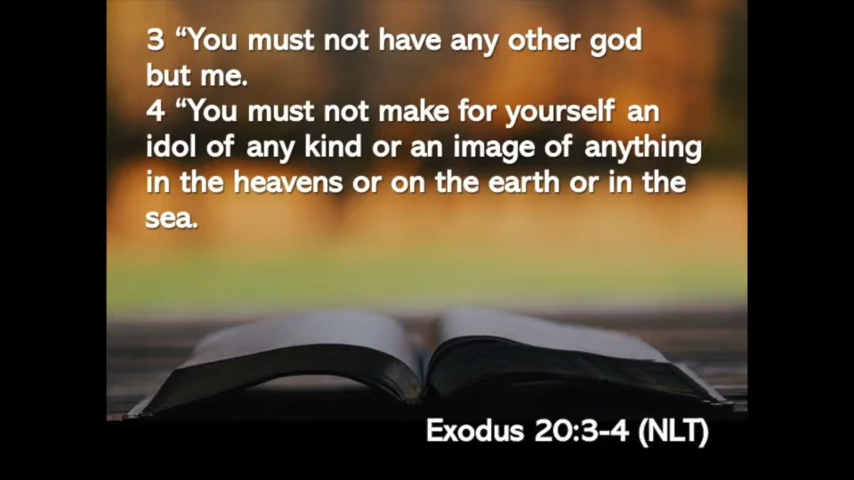 3 “You must not have any other god
but me.
4 “You must not make for yourself an
idol of any kind or an image of anything
in the heavens or on the earth or in the
sea.
Exodus 20:3-4 (NLT)